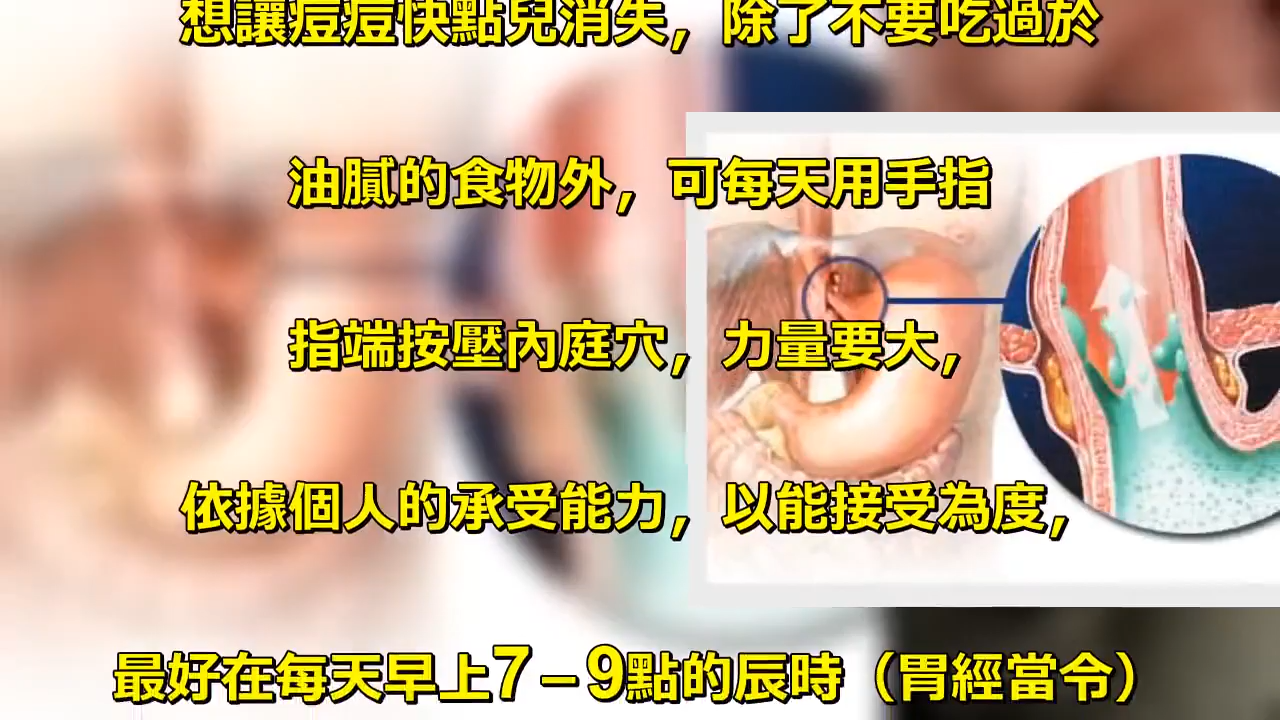 想讓痘痘快點兒消失，除了不要吃過於
油膩的食物外，可每天用手指
指端按壓內庭穴，力量要大，
依據個人的承受能力，以能接受為度，
最好在每天早上7－9點的辰時（胃經當令）